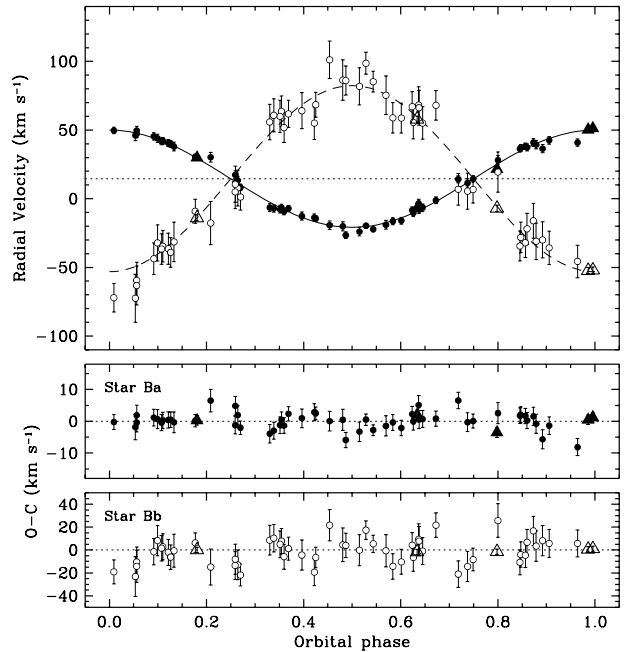 Radial Velocity (km s⁻¹)
100
50
0
−50
−100
O−C (km s⁻¹)
Star Ba
10
0
−10
Star Bb
40
20
0
−20
−40
0.0 0.2 0.4 0.6 0.8 1.0
Orbital phase